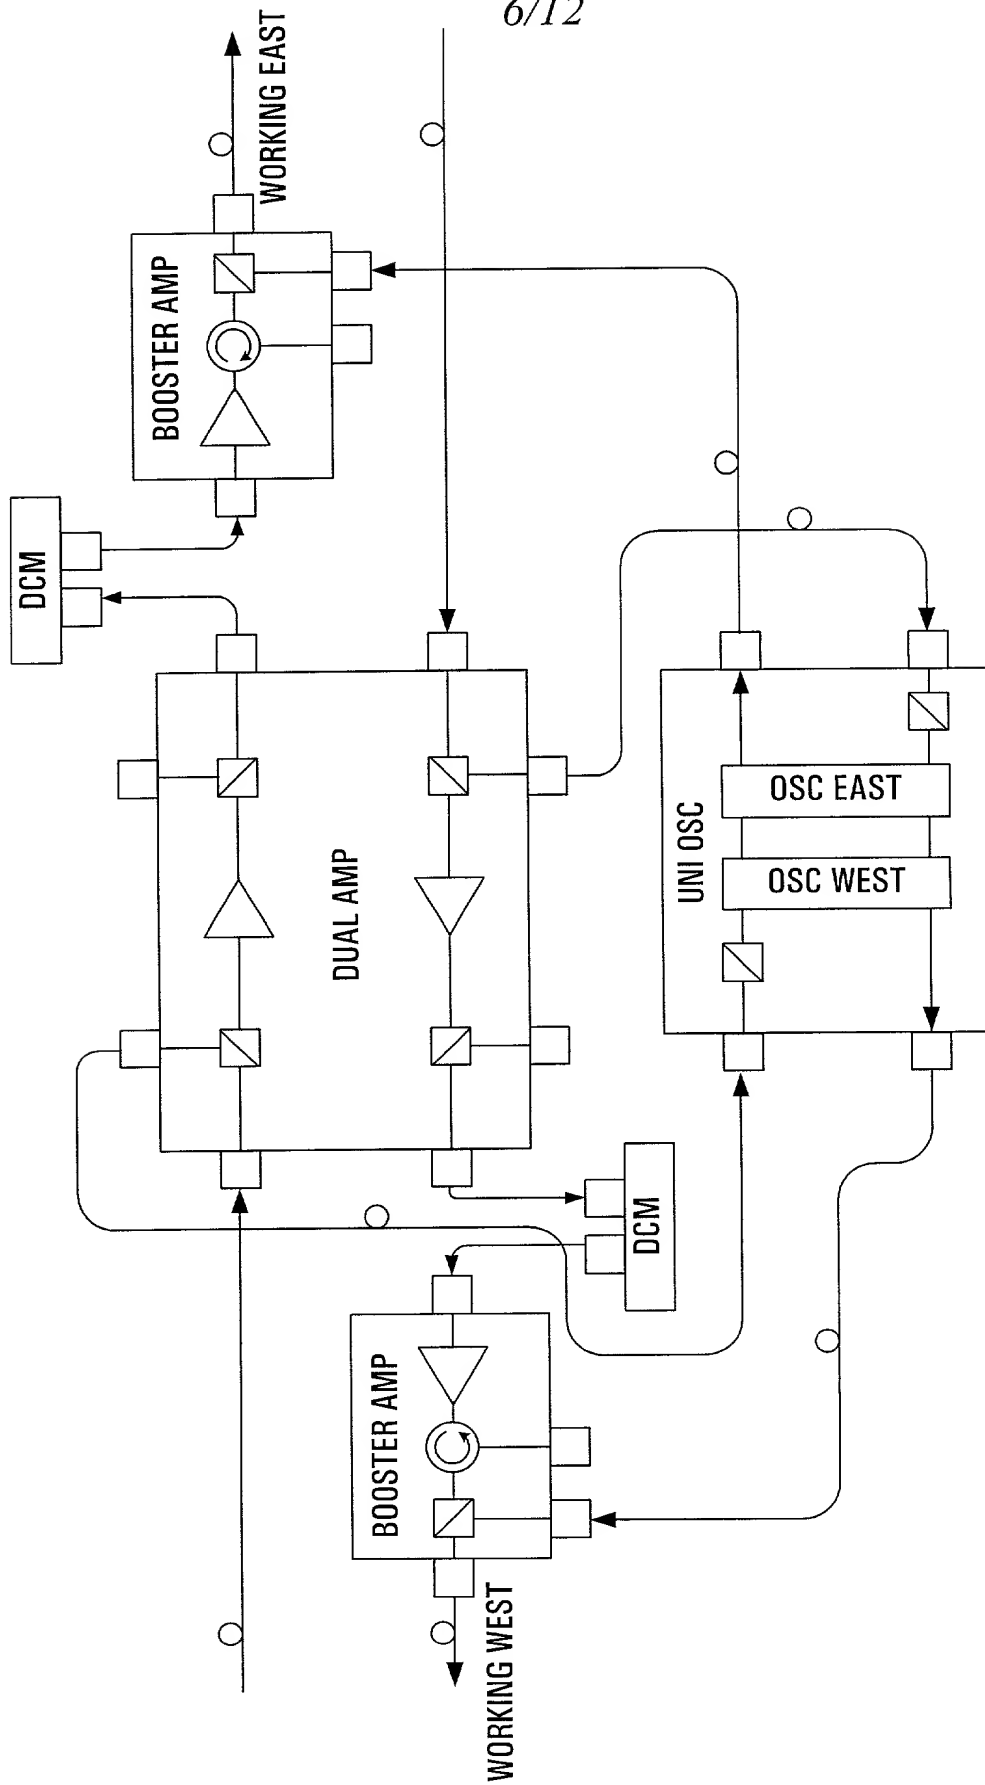 6/12
WORKING EAST
BOOSTER AMP
DCM
DUAL AMP
UNI OSC
OSC EAST
OSC WEST
DCM
BOOSTER AMP
WORKING WEST